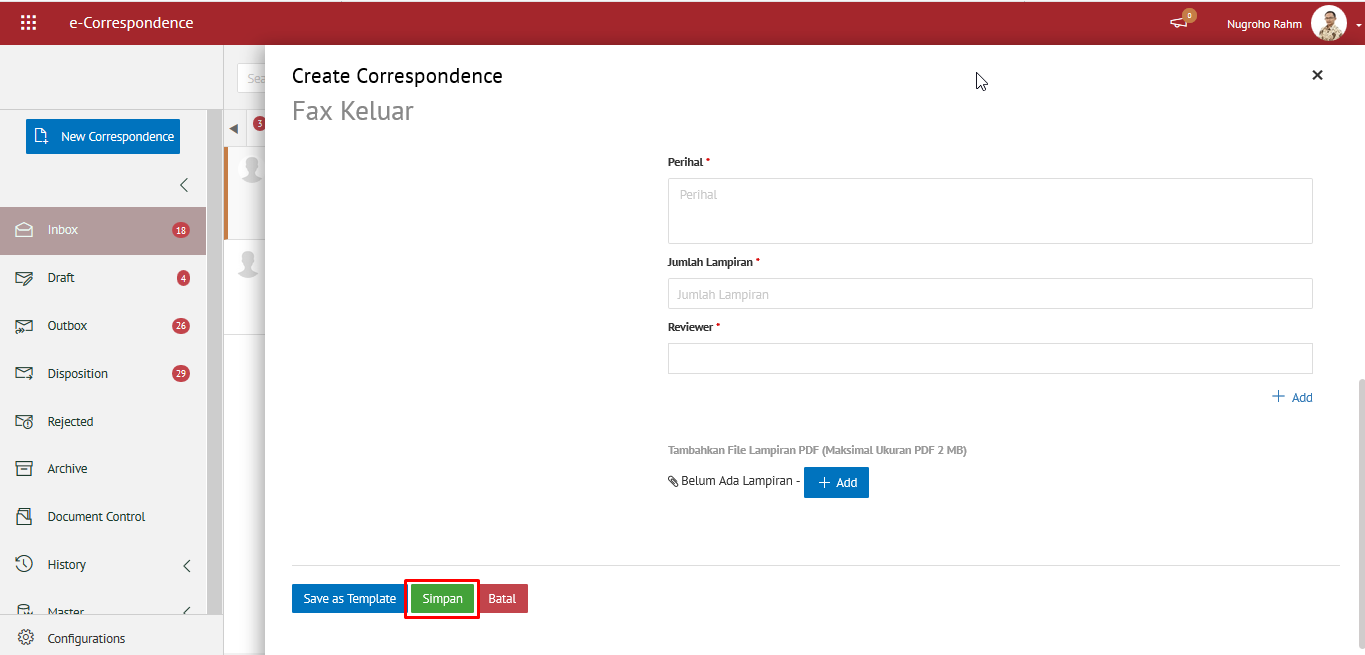 e-Correspondence
0
Nugroho Rahm
New Correspondence
Inbox 18
Draft 4
Outbox 26
Disposition 29
Rejected
Archive
Document Control
History
Master
Configurations
Sea
3
Create Correspondence
Fax Keluar
Perihal *
Perihal
Jumlah Lampiran *
Jumlah Lampiran
Reviewer *
+ Add
Tambahkan File Lampiran PDF (Maksimal Ukuran PDF 2 MB)
Belum Ada Lampiran - + Add
Save as Template Simpan Batal